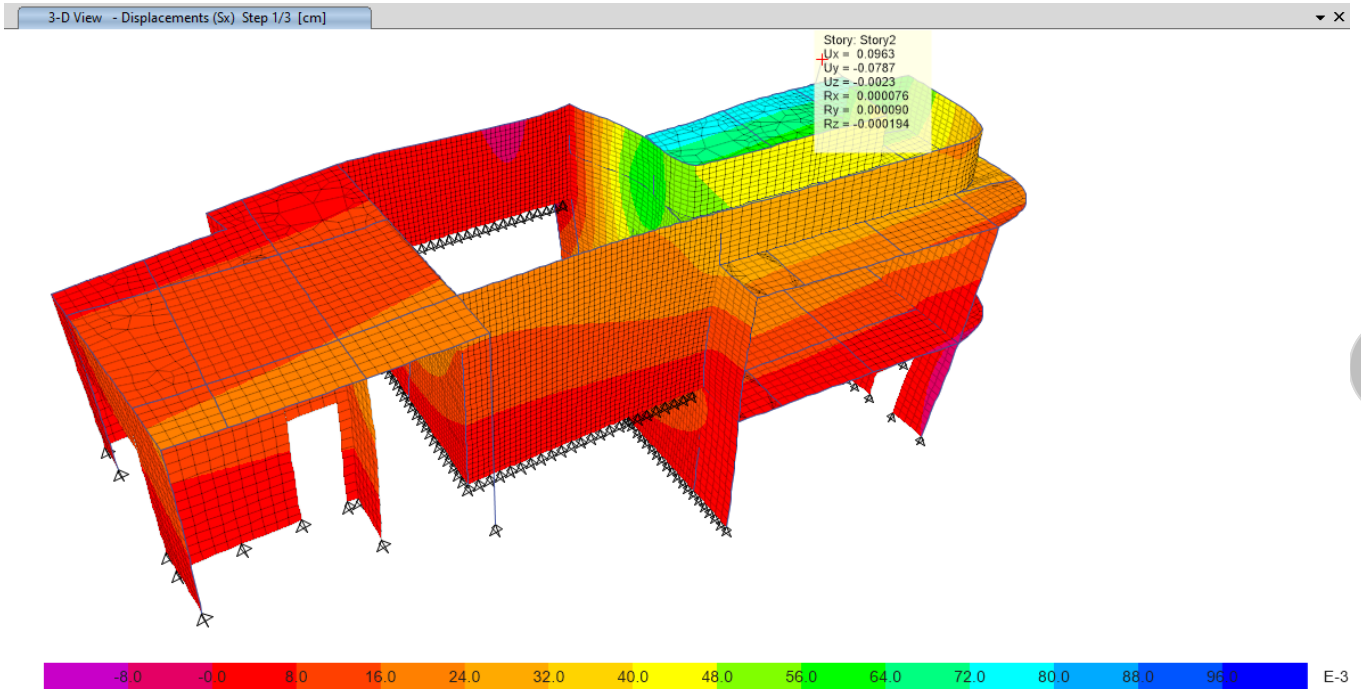 3-D View - Displacements (Sx) Step 1/3 [cm]
Story: Story2
Ux = 0.0963
Uy = -0.0787
Uz = -0.0023
Rx = 0.000076
Ry = 0.000090
Rz = -0.000194
-8.0 -0.0 8.0 16.0 24.0 32.0 40.0 48.0 56.0 64.0 72.0 80.0 88.0 96.0 E-3